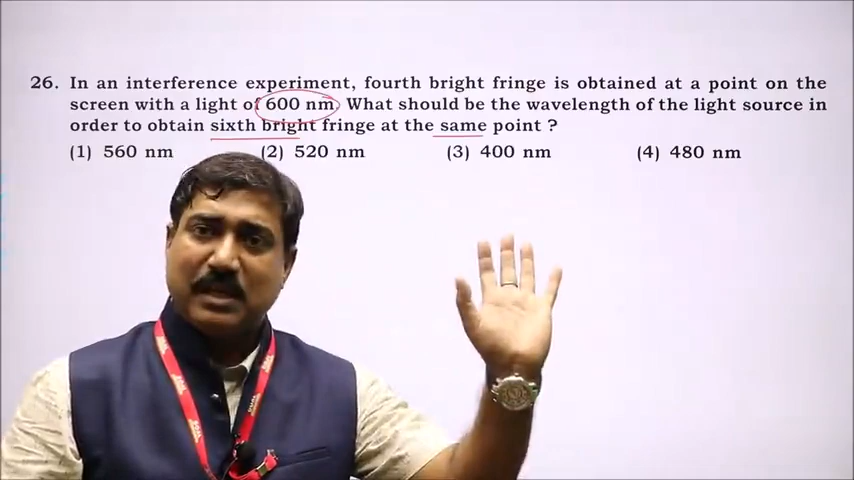 26. In an interference experiment, fourth bright fringe is obtained at a point on the
screen with a light of 600 nm. What should be the wavelength of the light source in
order to obtain sixth bright fringe at the same point ?
(1) 560 nm (2) 520 nm (3) 400 nm (4) 480 nm